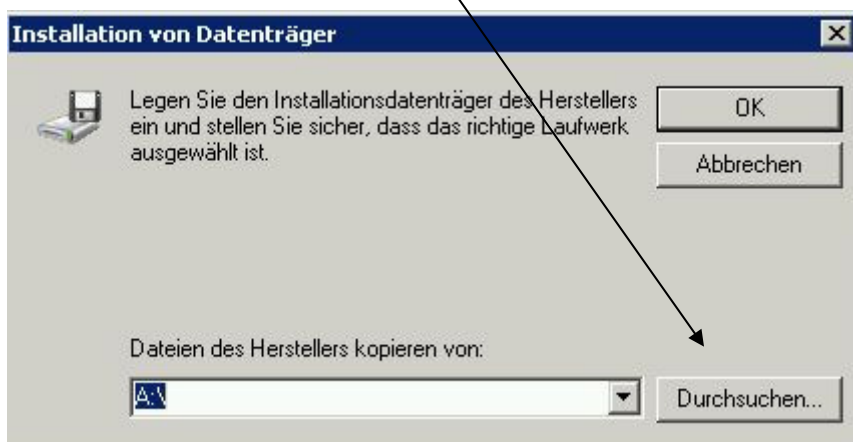 Installation von Datenträger
Legen Sie den Installationsdatenträger des Herstellers
ein und stellen Sie sicher, dass das richtige Laufwerk
ausgewählt ist.
OK
Abbrechen
Dateien des Herstellers kopieren von:
A:\
Durchsuchen...